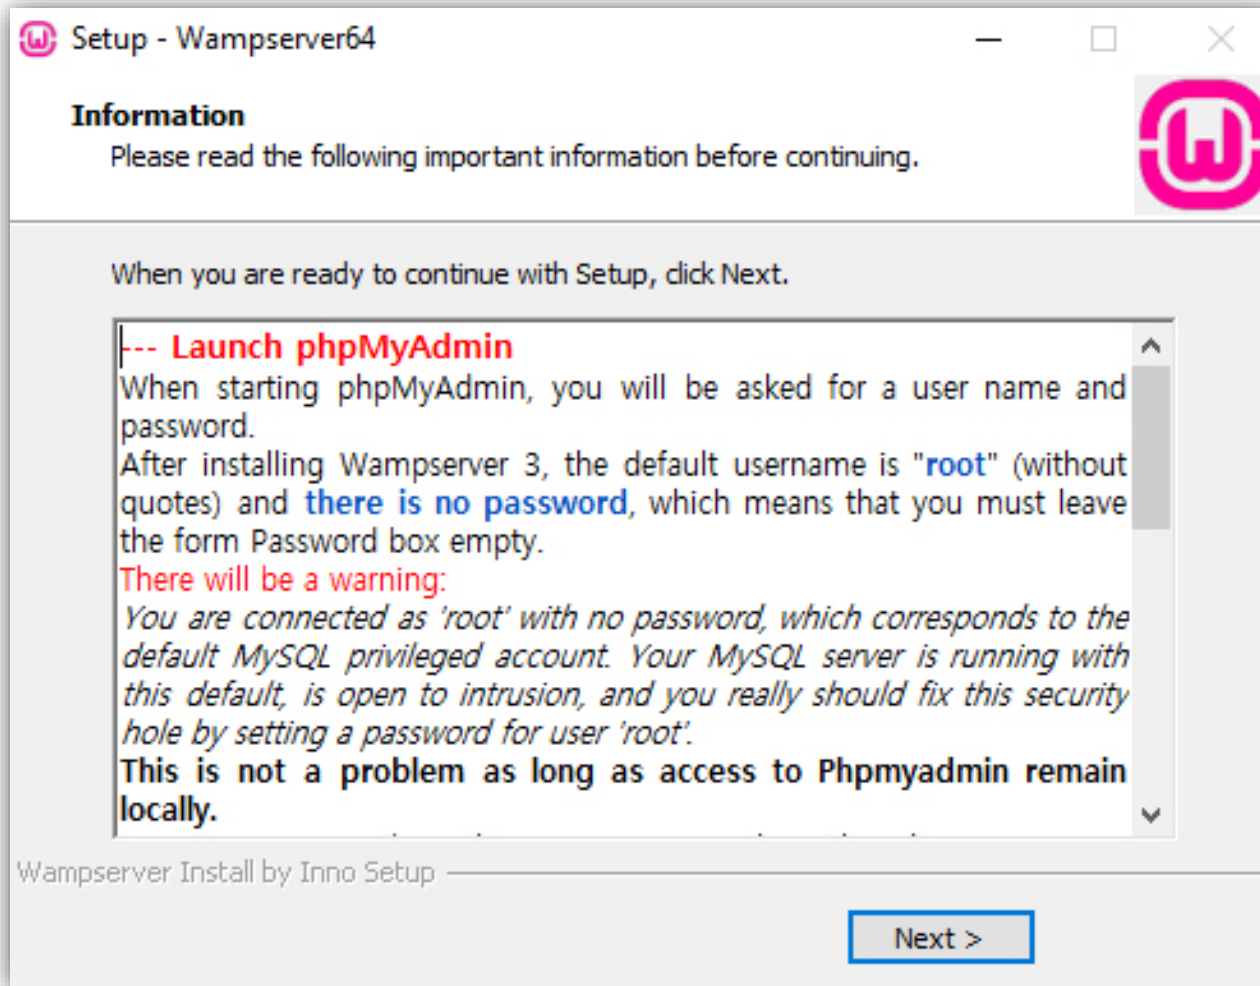 Setup - Wampserver64
Information
Please read the following important information before continuing.
When you are ready to continue with Setup, click Next.
--- Launch phpMyAdmin
When starting phpMyAdmin, you will be asked for a user name and
password.
After installing Wampserver 3, the default username is "root" (without
quotes) and there is no password, which means that you must leave
the form Password box empty.
There will be a warning:
You are connected as 'root' with no password, which corresponds to the
default MySQL privileged account. Your MySQL server is running with
this default, is open to intrusion, and you really should fix this security
hole by setting a password for user 'root'.
This is not a problem as long as access to Phpmyadmin remain
locally.
Wampserver Install by Inno Setup
Next >